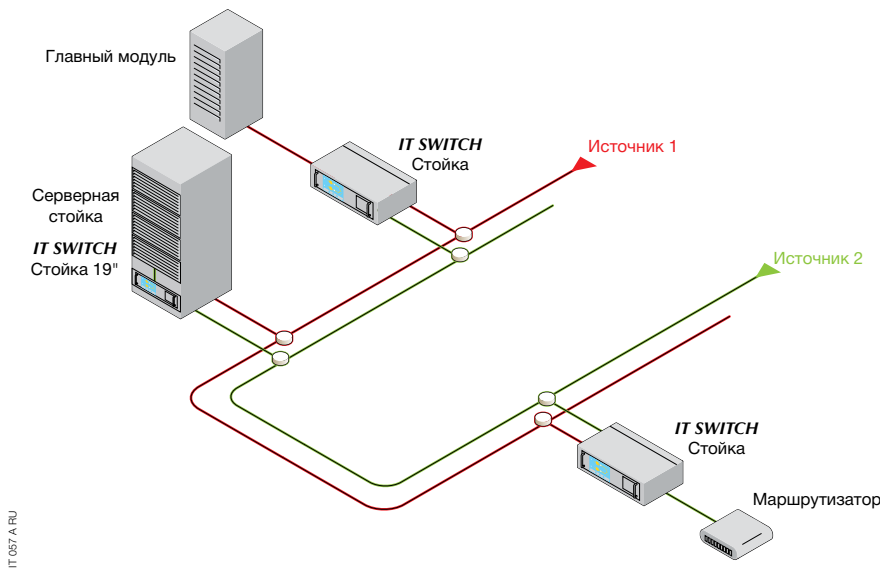 Главный модуль
IT SWITCH
Стойка
Источник 1
Серверная
стойка
IT SWITCH
Стойка 19"
Источник 2
IT SWITCH
Стойка
Маршрутизатор
IT 057 A RU